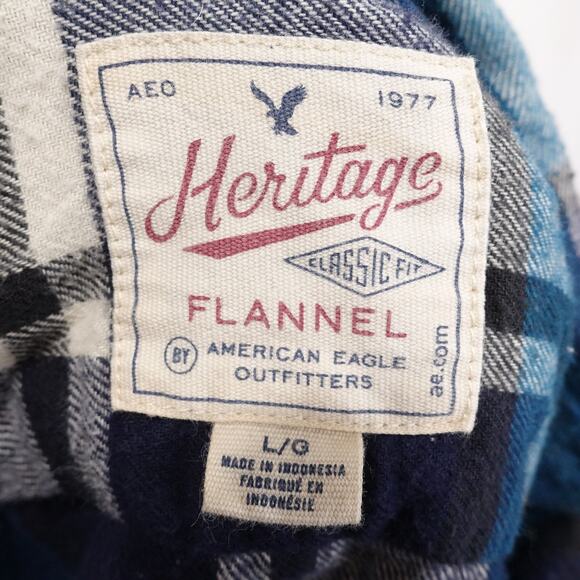 AEO 1977
Heritage
CLASSIC FIT
FLANNEL
BY AMERICAN EAGLE
OUTFITTERS
ae.com
L/G
MADE IN INDONESIA
FABRIQUÉ EN
INDONÉSIE